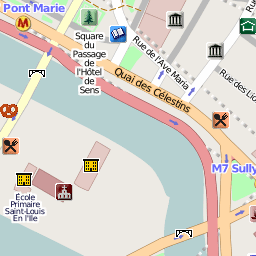 Pont Marie
M
Square du
Passage de
l'Hôtel
de
Sens
Rue de l'Ave Maria
Rue des Lio
Quai des Célestins
M7 Sully
École
Primaire
Saint-Louis
En l'Ile